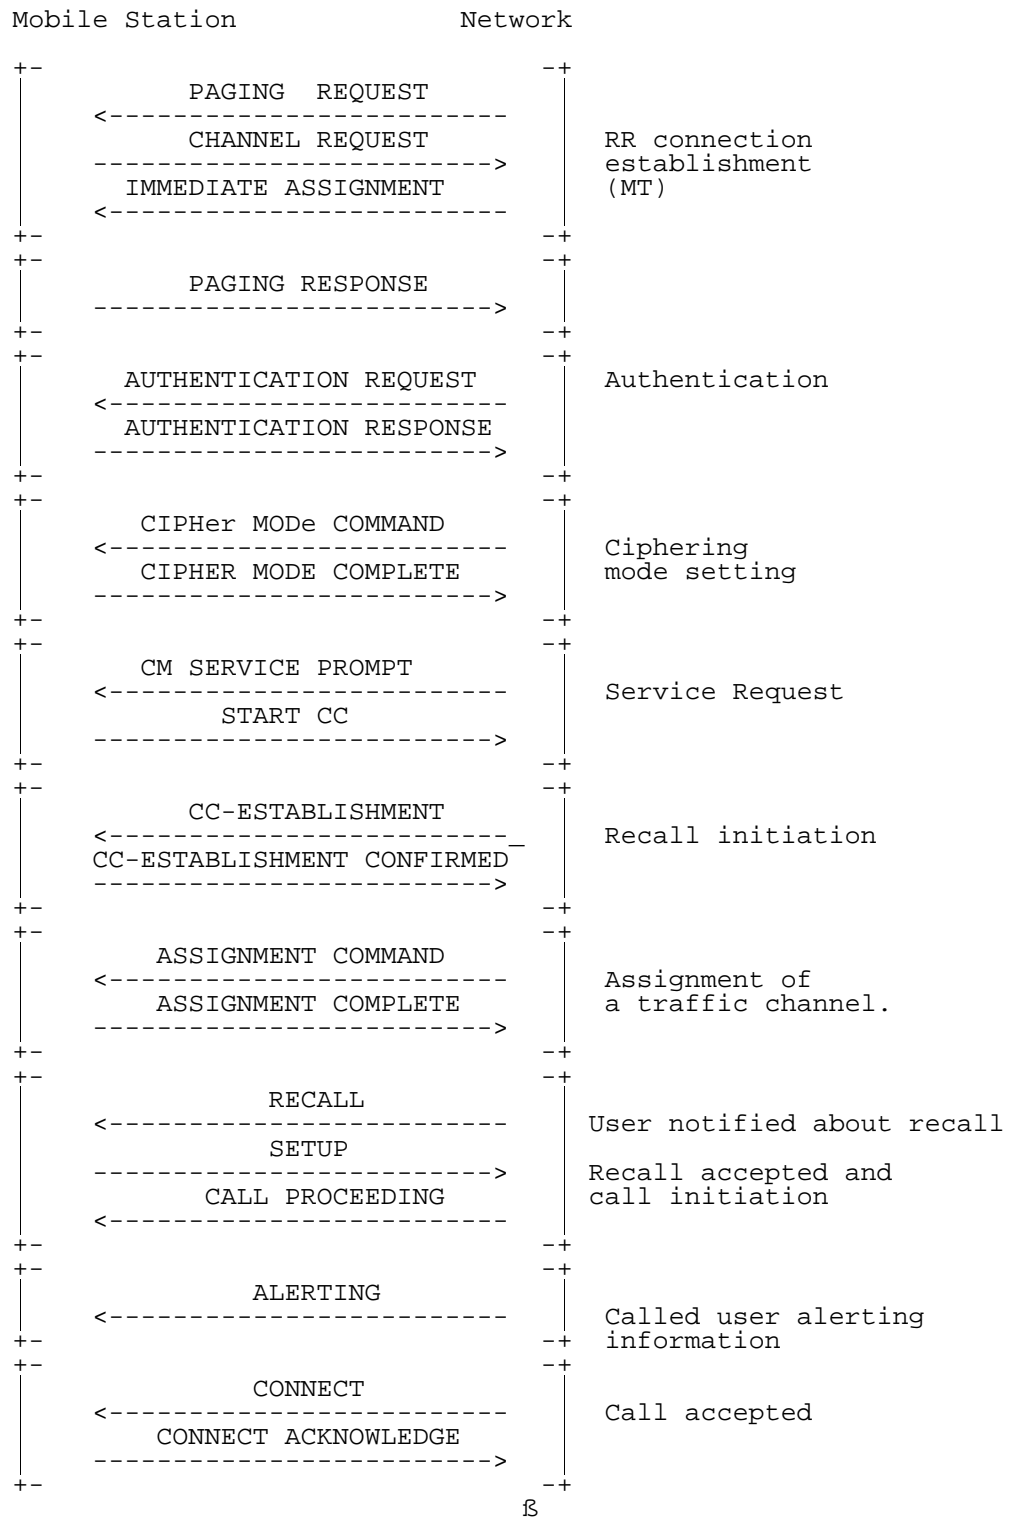 Mobile Station Network
+- -+
PAGING  REQUEST
<-------------------------
CHANNEL REQUEST RR connection
-------------------------> establishment
IMMEDIATE ASSIGNMENT (MT)
<-------------------------
+- -+
+- -+
PAGING RESPONSE
------------------------->
+- -+
+- -+
AUTHENTICATION REQUEST Authentication
<-------------------------
AUTHENTICATION RESPONSE
------------------------->
+- -+
+- -+
CIPHer MODe COMMAND
<------------------------- Ciphering
CIPHER MODE COMPLETE mode setting
------------------------->
+- -+
+- -+
CM SERVICE PROMPT
<------------------------- Service Request
START CC
------------------------->
+- -+
+- -+
CC-ESTABLISHMENT
<-------------------------_ Recall initiation
CC-ESTABLISHMENT CONFIRMED
------------------------->
+- -+
+- -+
ASSIGNMENT COMMAND
<------------------------- Assignment of
ASSIGNMENT COMPLETE a traffic channel.
------------------------->
+- -+
+- -+
RECALL
<------------------------- User notified about recall
SETUP
-------------------------> Recall accepted and
CALL PROCEEDING call initiation
<-------------------------
+- -+
+- -+
ALERTING
<------------------------- Called user alerting
+- -+ information
+- -+
CONNECT
<------------------------- Call accepted
CONNECT ACKNOWLEDGE
------------------------->
+- -+
ß